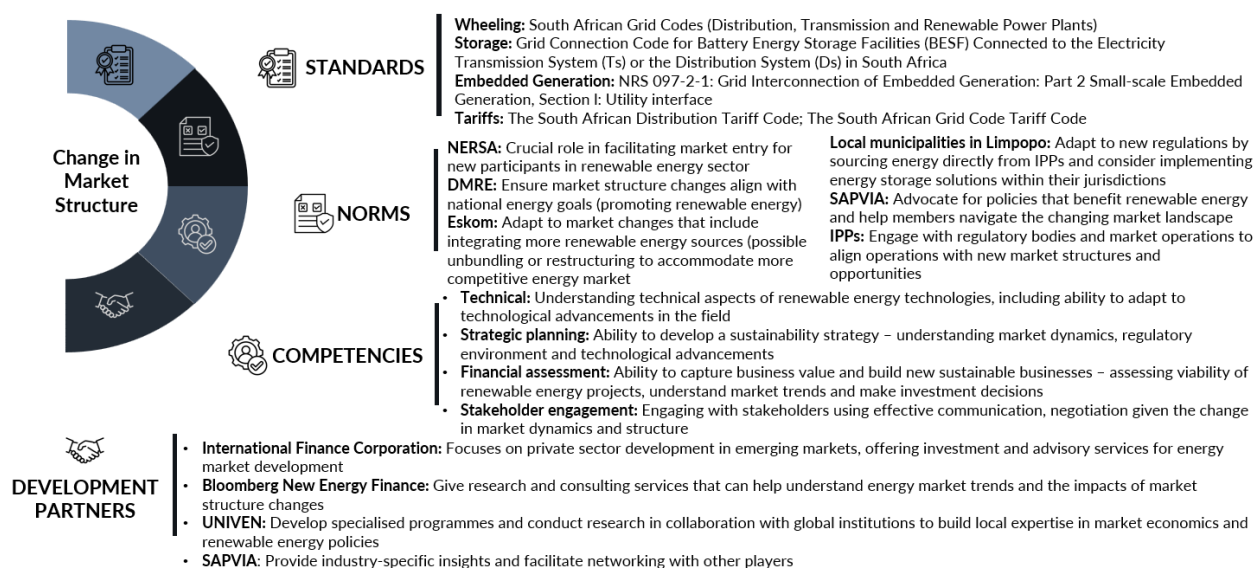 Change in
Market
Structure
STANDARDS
Wheeling: South African Grid Codes (Distribution, Transmission and Renewable Power Plants)
Storage: Grid Connection Code for Battery Energy Storage Facilities (BESF) Connected to the Electricity
Transmission System (Ts) or the Distribution System (Ds) in South Africa
Embedded Generation: NRS 097-2-1: Grid Interconnection of Embedded Generation: Part 2 Small-scale Embedded
Generation, Section I: Utility interface
Tariffs: The South African Distribution Tariff Code; The South African Grid Code Tariff Code
NORMS
NERSA: Crucial role in facilitating market entry for
new participants in renewable energy sector
DMRE: Ensure market structure changes align with
national energy goals (promoting renewable energy)
Eskom: Adapt to market changes that include
integrating more renewable energy sources (possible
unbundling or restructuring to accommodate more
competitive energy market
Local municipalities in Limpopo: Adapt to new regulations by
sourcing energy directly from IPPs and consider implementing
energy storage solutions within their jurisdictions
SAPVIA: Advocate for policies that benefit renewable energy
and help members navigate the changing market landscape
IPPs: Engage with regulatory bodies and market operations to
align operations with new market structures and
opportunities
COMPETENCIES
• Technical: Understanding technical aspects of renewable energy technologies, including ability to adapt to
technological advancements in the field
• Strategic planning: Ability to develop a sustainability strategy – understanding market dynamics, regulatory
environment and technological advancements
• Financial assessment: Ability to capture business value and build new sustainable businesses – assessing viability of
renewable energy projects, understand market trends and make investment decisions
• Stakeholder engagement: Engaging with stakeholders using effective communication, negotiation given the change
in market dynamics and structure
DEVELOPMENT
PARTNERS
• International Finance Corporation: Focuses on private sector development in emerging markets, offering investment and advisory services for energy
market development
• Bloomberg New Energy Finance: Give research and consulting services that can help understand energy market trends and the impacts of market
structure changes
• UNIVEN: Develop specialised programmes and conduct research in collaboration with global institutions to build local expertise in market economics and
renewable energy policies
• SAPVIA: Provide industry-specific insights and facilitate networking with other players